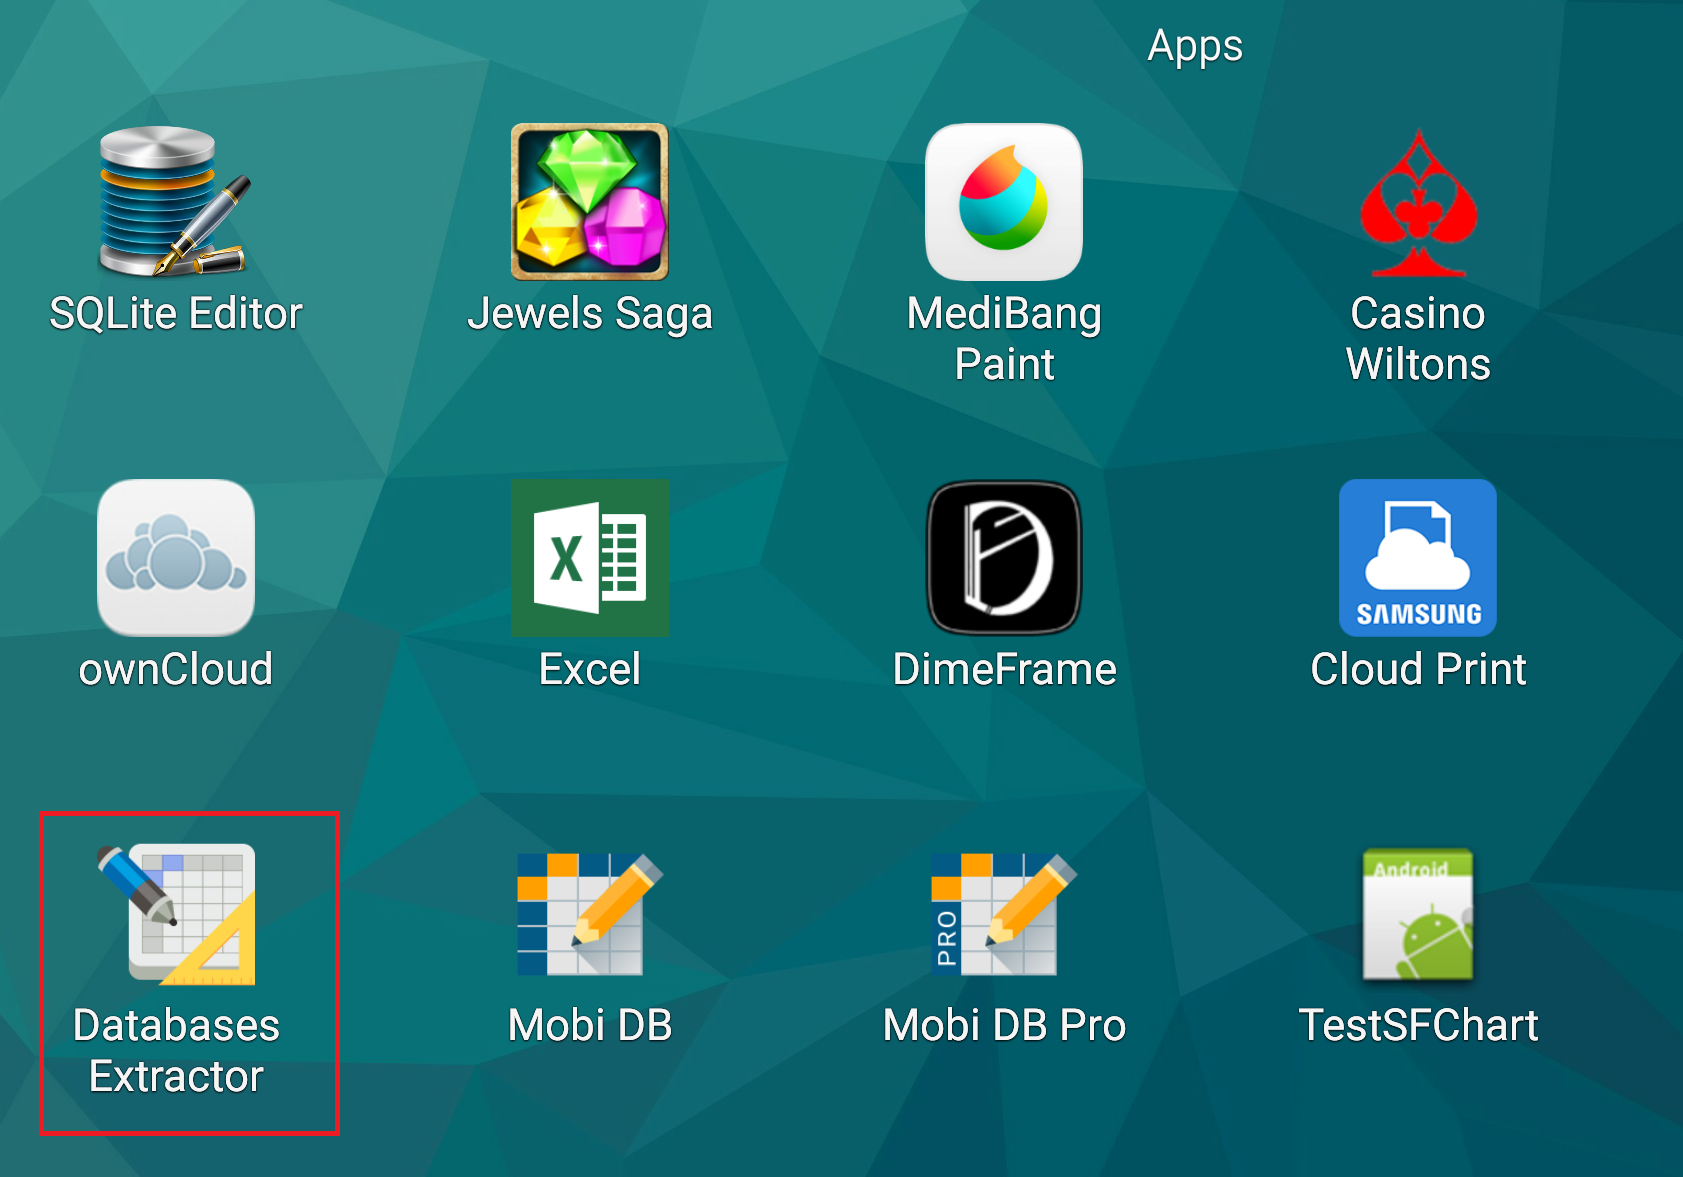 Apps
SQLite Editor
Jewels Saga
MediBang
Paint
Casino
Wiltons
X
SAMSUNG
ownCloud
Excel
DimeFrame
Cloud Print
PRO
Android
Databases
Extractor
Mobi DB
Mobi DB Pro
TestSFChart